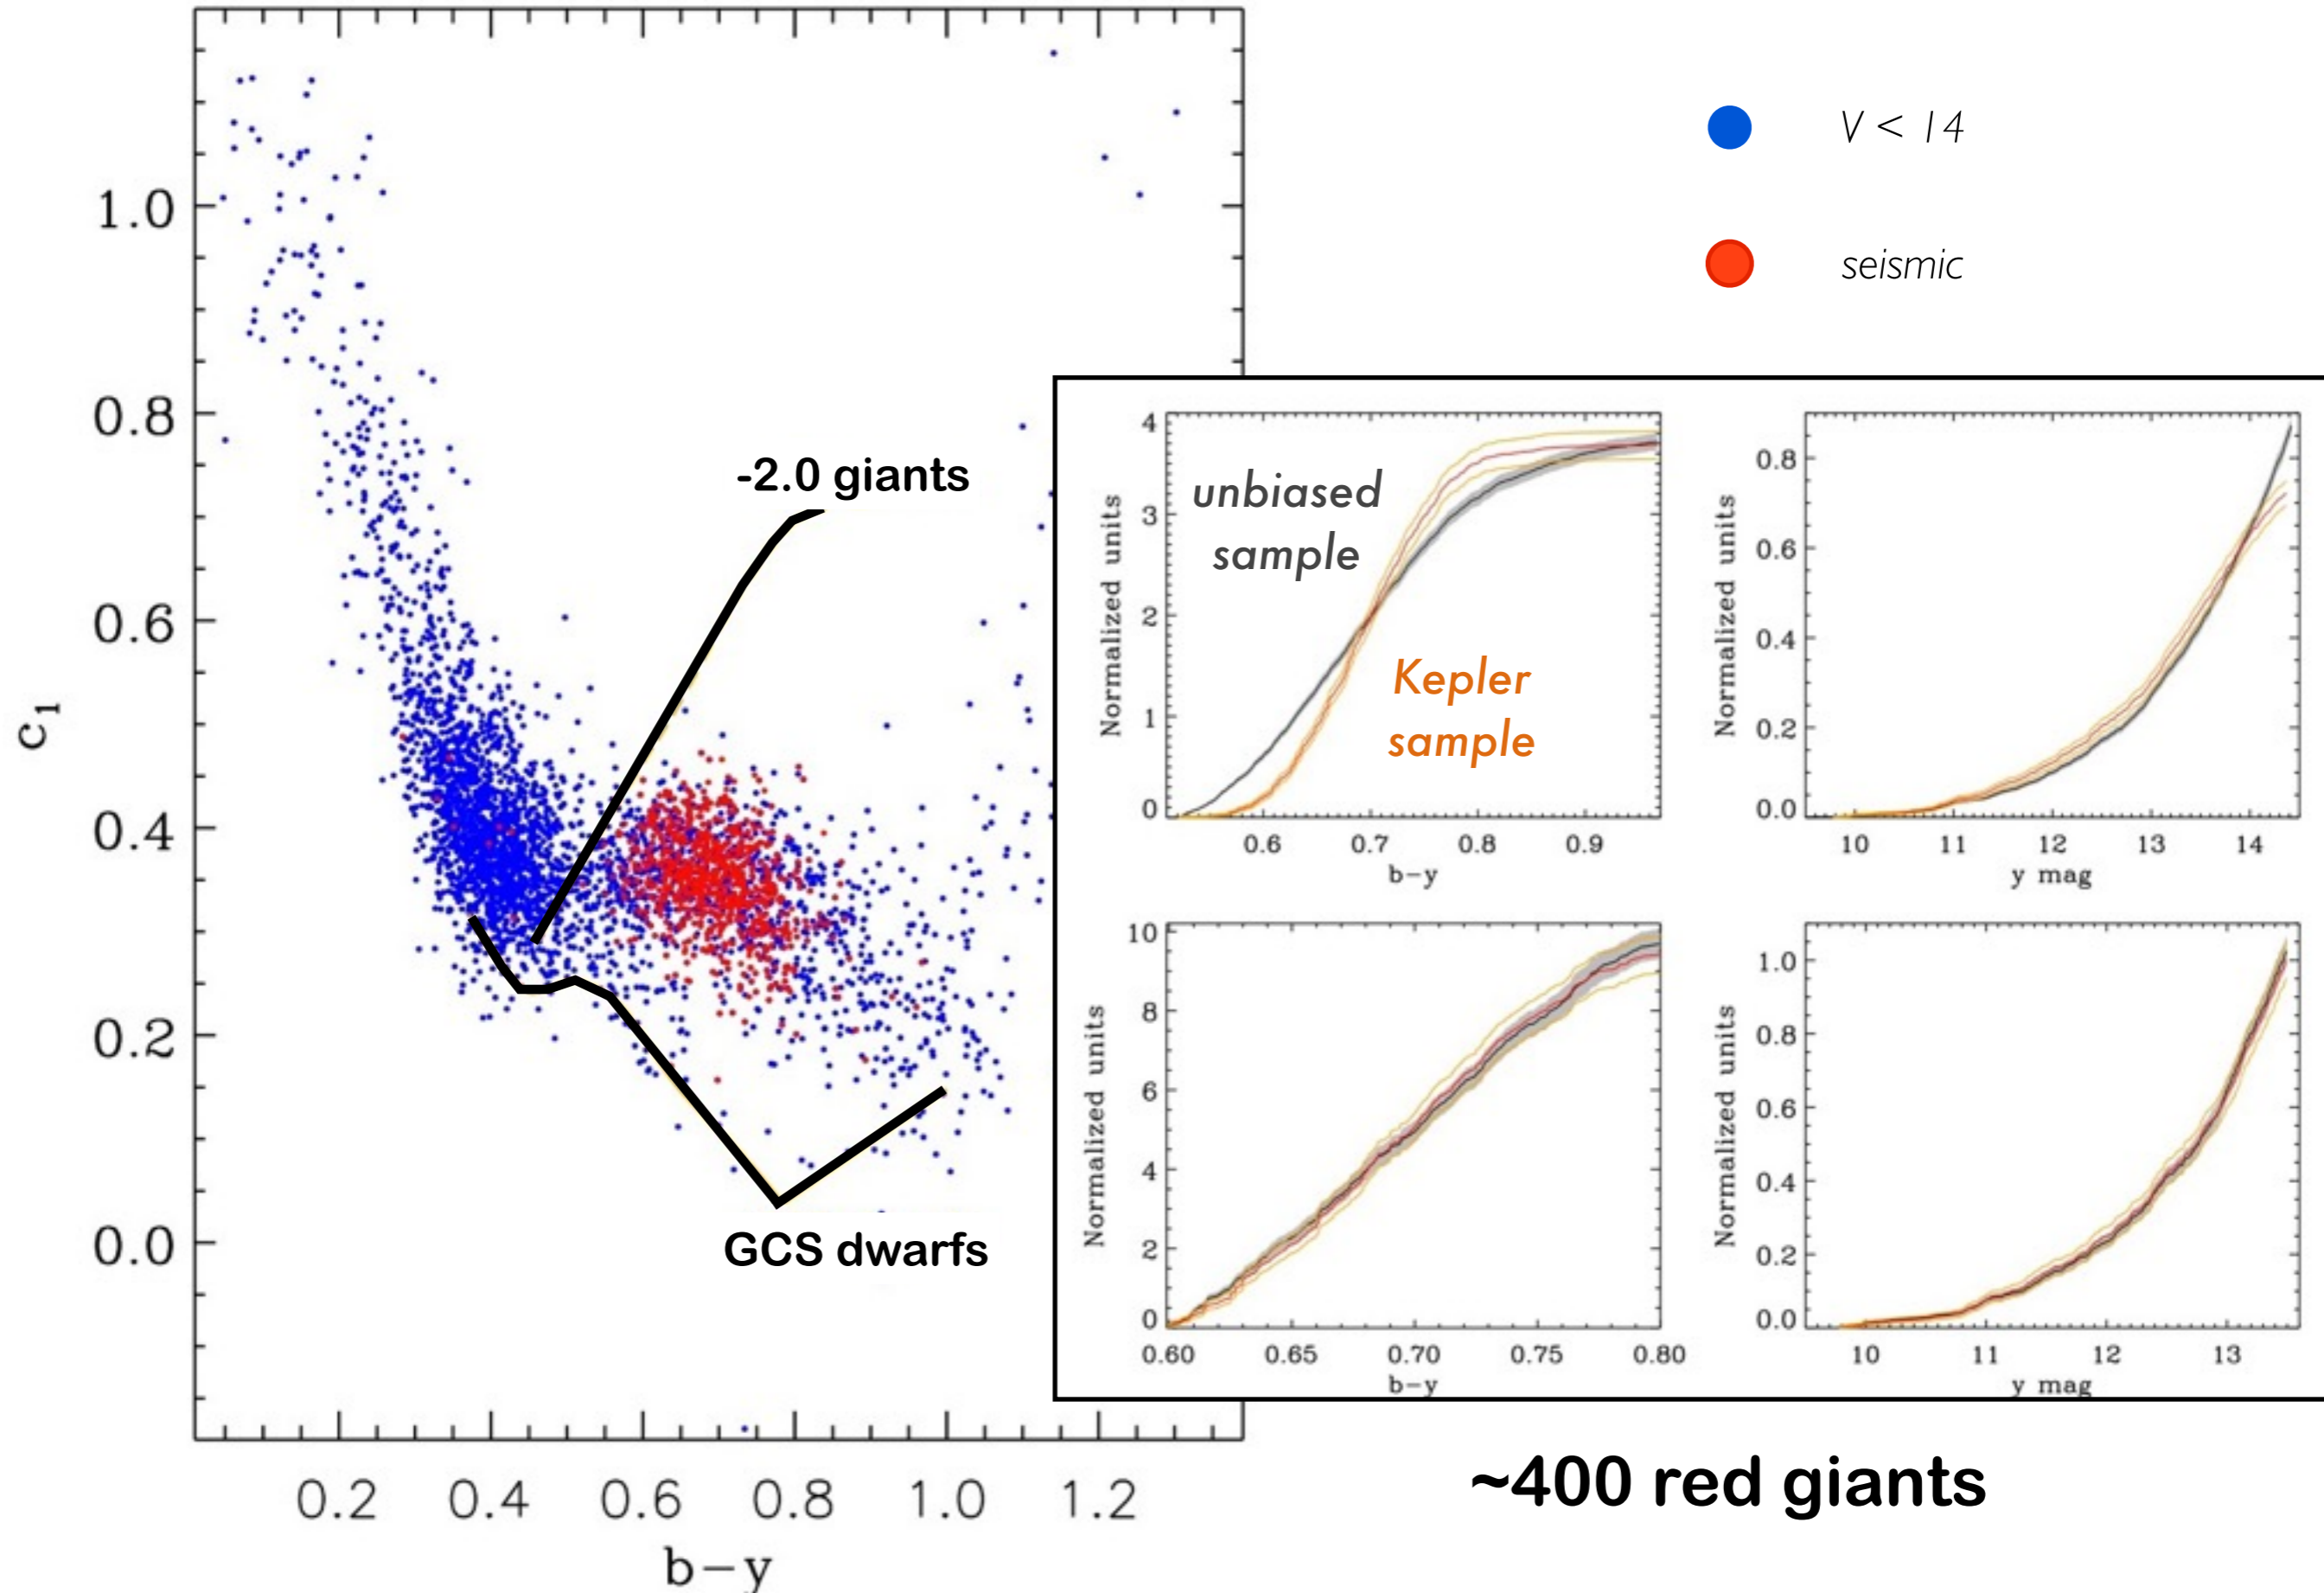 1.0
0.8
0.6
0.4
0.2
0.0
c1
0.2 0.4 0.6 0.8 1.0 1.2
b-y
-2.0 giants
GCS dwarfs
V < 14
seismic
4
3
2
1
0
Normalized units
unbiased
sample
Kepler
sample
0.6 0.7 0.8 0.9
b-y
0.8
0.6
0.4
0.2
0.0
Normalized units
10 11 12 13 14
y mag
10
8
6
4
2
0
Normalized units
0.60 0.65 0.70 0.75 0.80
b-y
1.0
0.8
0.6
0.4
0.2
0.0
Normalized units
10 11 12 13
y mag
~400 red giants